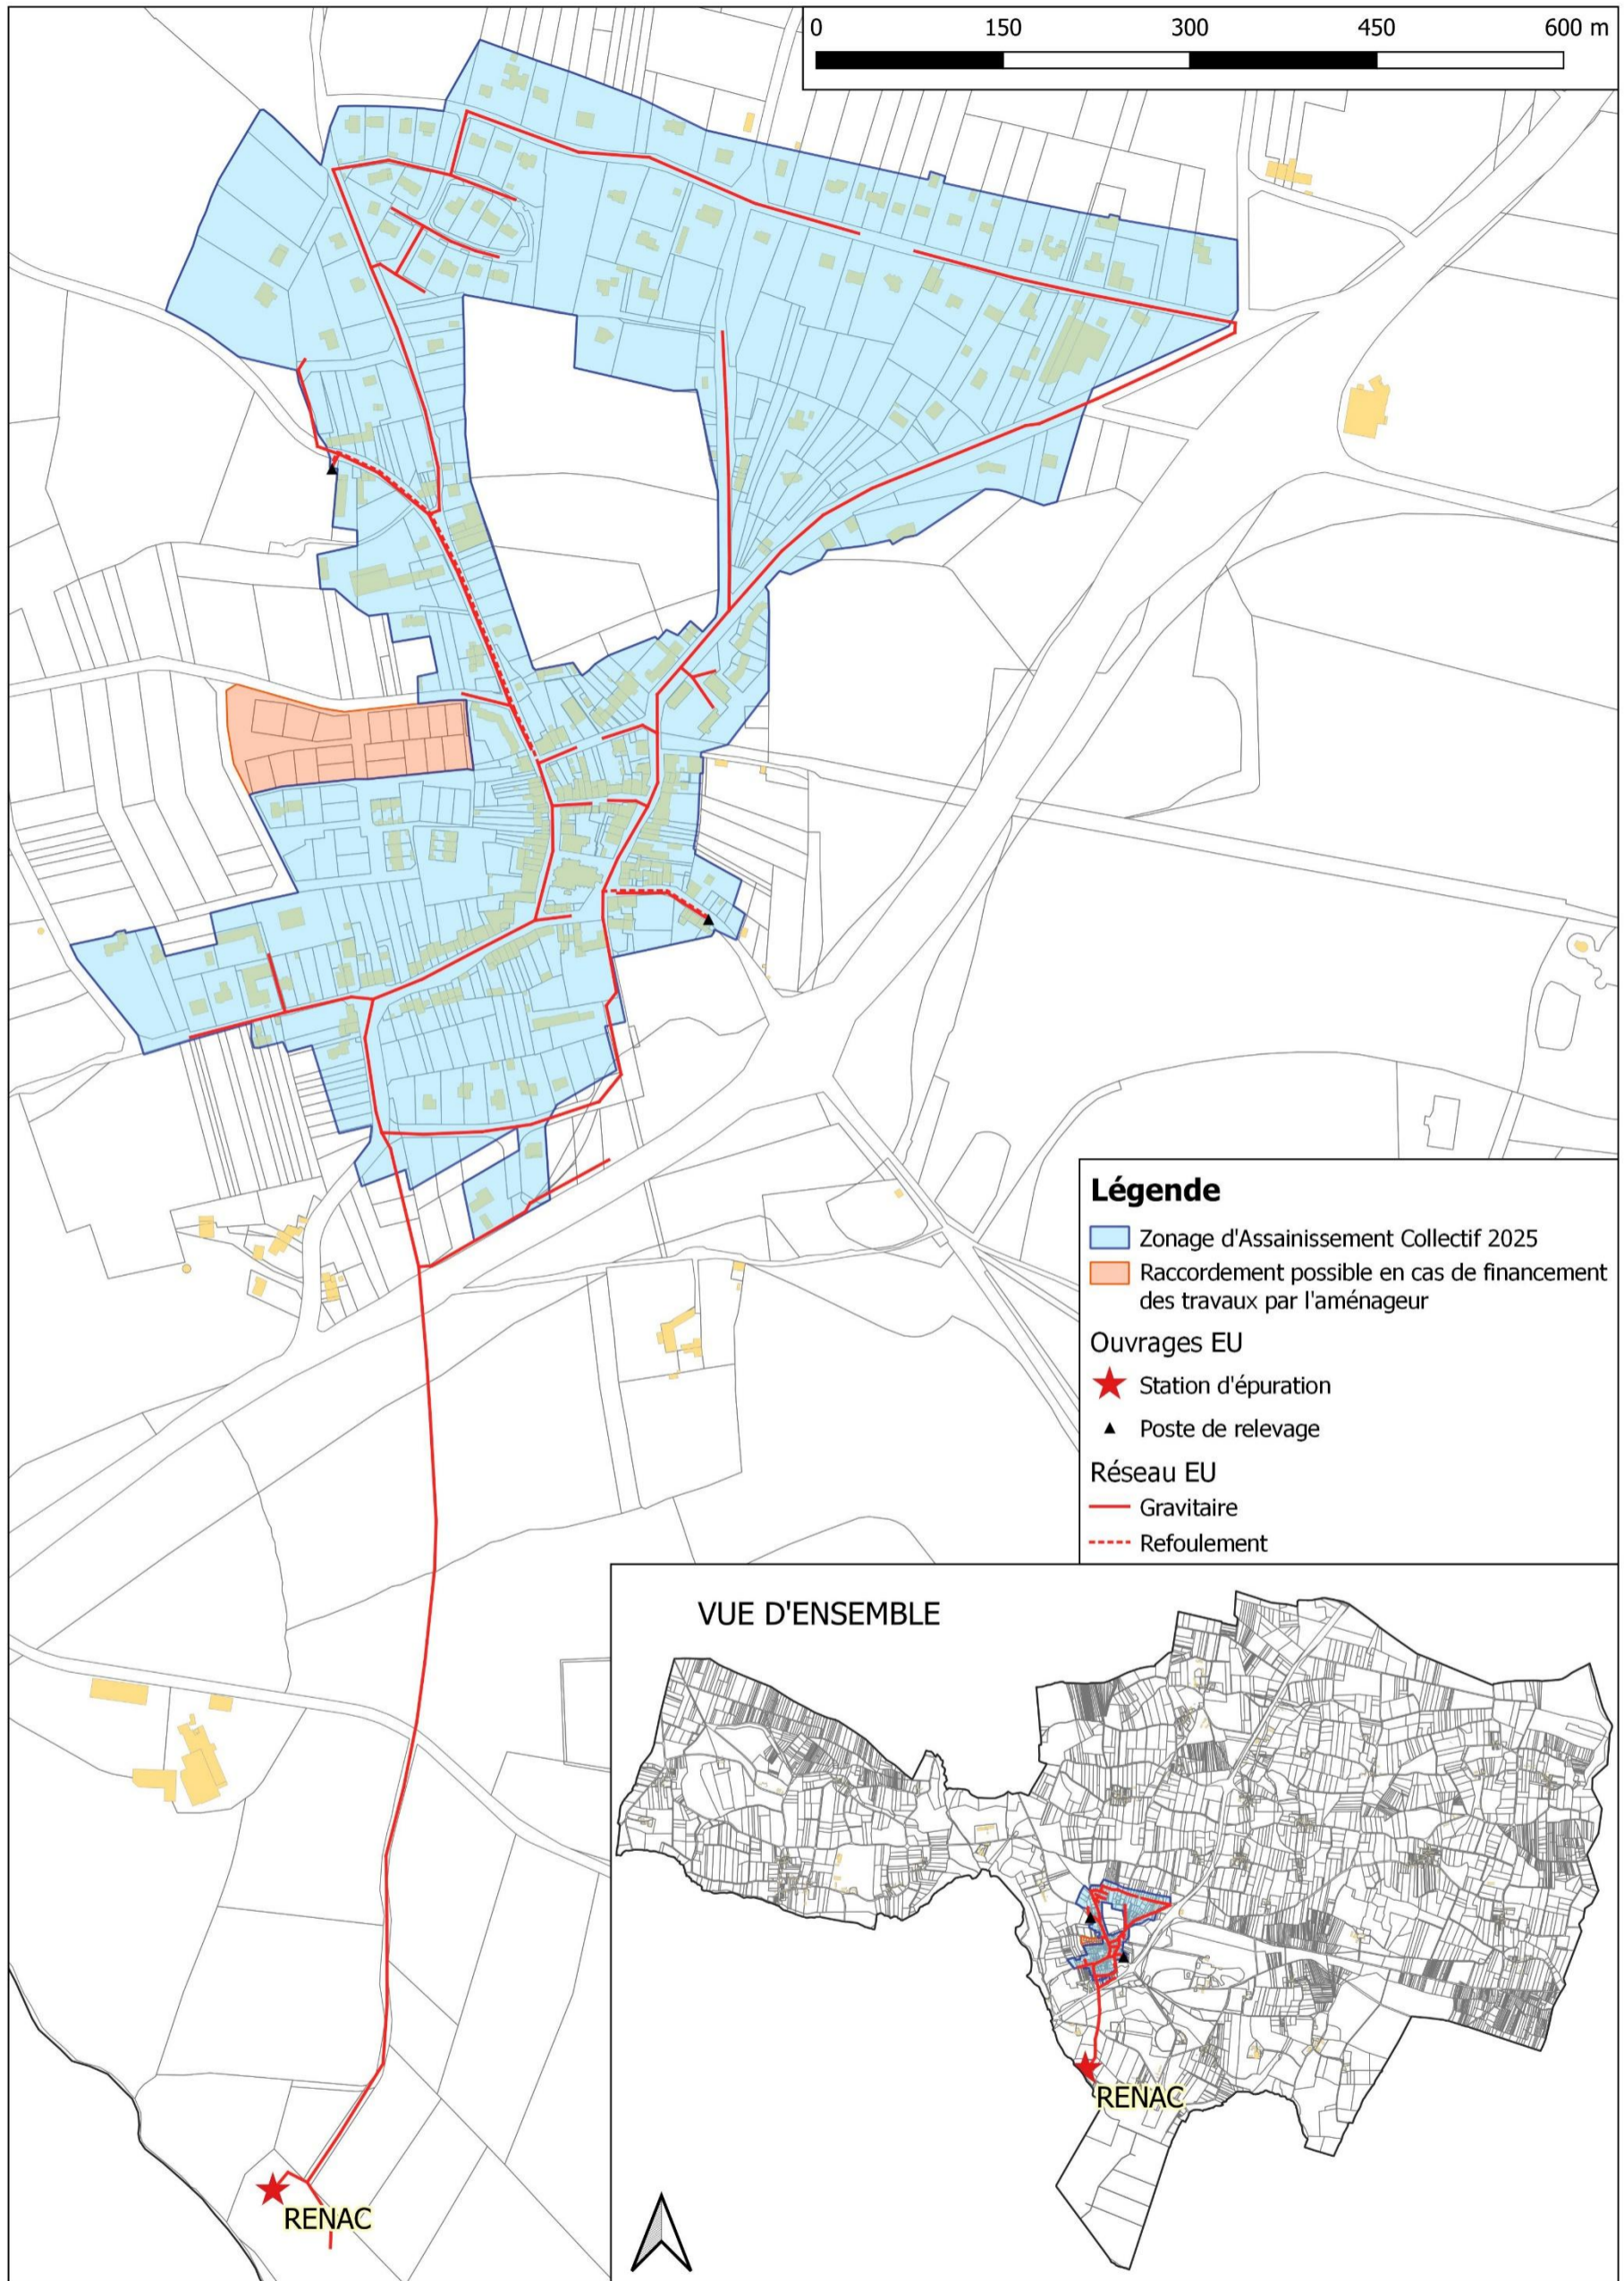 0 150 300 450 600 m
Légende
Zonage d'Assainissement Collectif 2025
Raccordement possible en cas de financement
des travaux par l'aménageur
Ouvrages EU
Station d'épuration
Poste de relevage
Réseau EU
Gravitaire
Refoulement
VUE D'ENSEMBLE
RENAC
RENAC